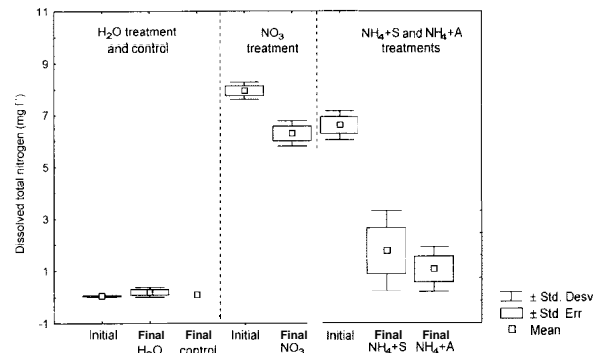 H₂O treatment
and control
NO₃
treatment
NH₄+S and NH₄+A
treatments
Dissolved total nitrogen (mg l⁻¹)
11
9
7
5
3
1
-1
Initial
Final
H₂O
Final
control
Initial
Final
NO₃
Initial
Final
NH₄+S
Final
NH₄+A
± Std. Desv
± Std. Err
Mean